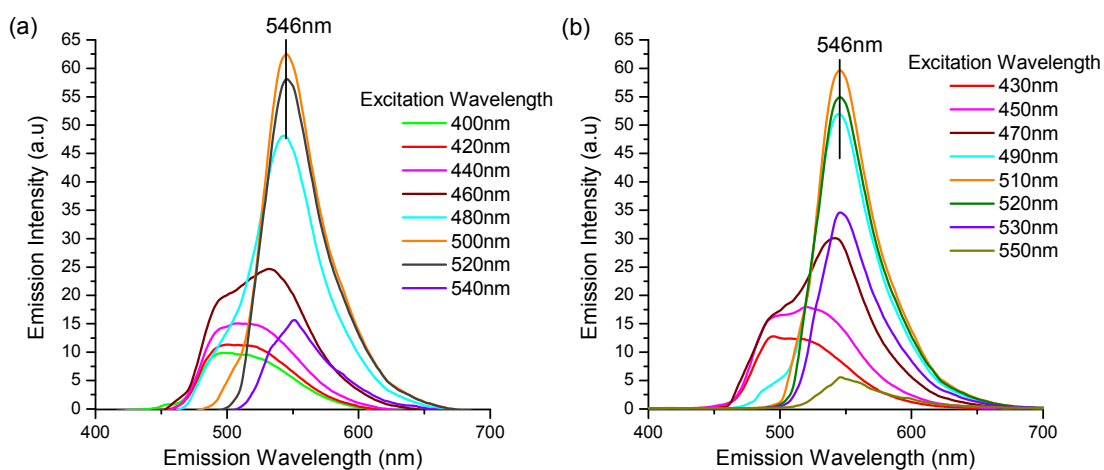 (a)
546nm
65
60
55
50
45
40
35
30
25
20
15
10
5
0
Emission Intensity (a.u)
Excitation Wavelength
400nm
420nm
440nm
460nm
480nm
500nm
520nm
540nm
400 500 600 700
Emission Wavelength (nm)
(b)
546nm
65
60
55
50
45
40
35
30
25
20
15
10
5
0
Emission Intensity (a.u)
Excitation Wavelength
430nm
450nm
470nm
490nm
510nm
520nm
530nm
550nm
400 500 600 700
Emission Wavelength (nm)